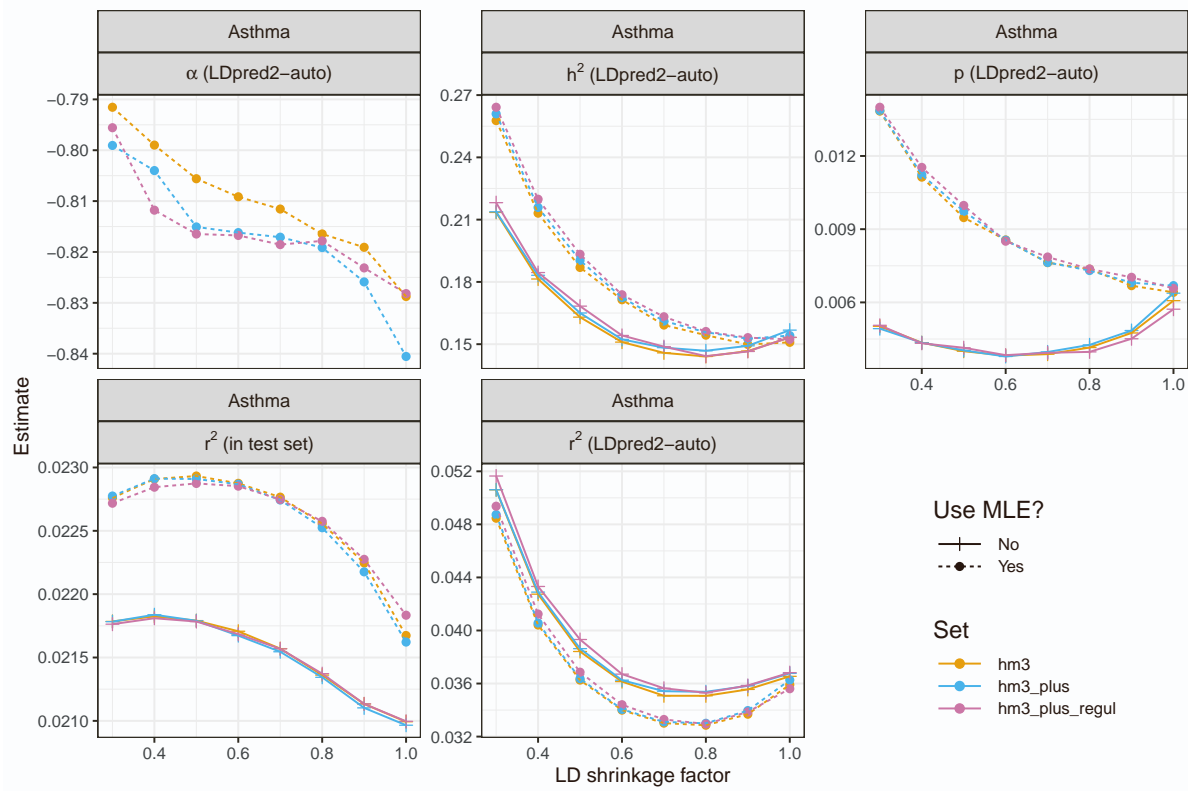 Asthma
α (LDpred2−auto)
Asthma
h² (LDpred2−auto)
Asthma
p (LDpred2−auto)
−0.79
−0.80
−0.81
−0.82
−0.83
−0.84
0.27
0.24
0.21
0.18
0.15
0.012
0.009
0.006
0.4
0.6
0.8
1.0
Estimate
Asthma
r² (in test set)
Asthma
r² (LDpred2−auto)
0.0230
0.0225
0.0220
0.0215
0.0210
0.4
0.6
0.8
1.0
0.052
0.048
0.044
0.040
0.036
0.032
0.4
0.6
0.8
1.0
LD shrinkage factor
Use MLE?
No
Yes
Set
hm3
hm3_plus
hm3_plus_regul